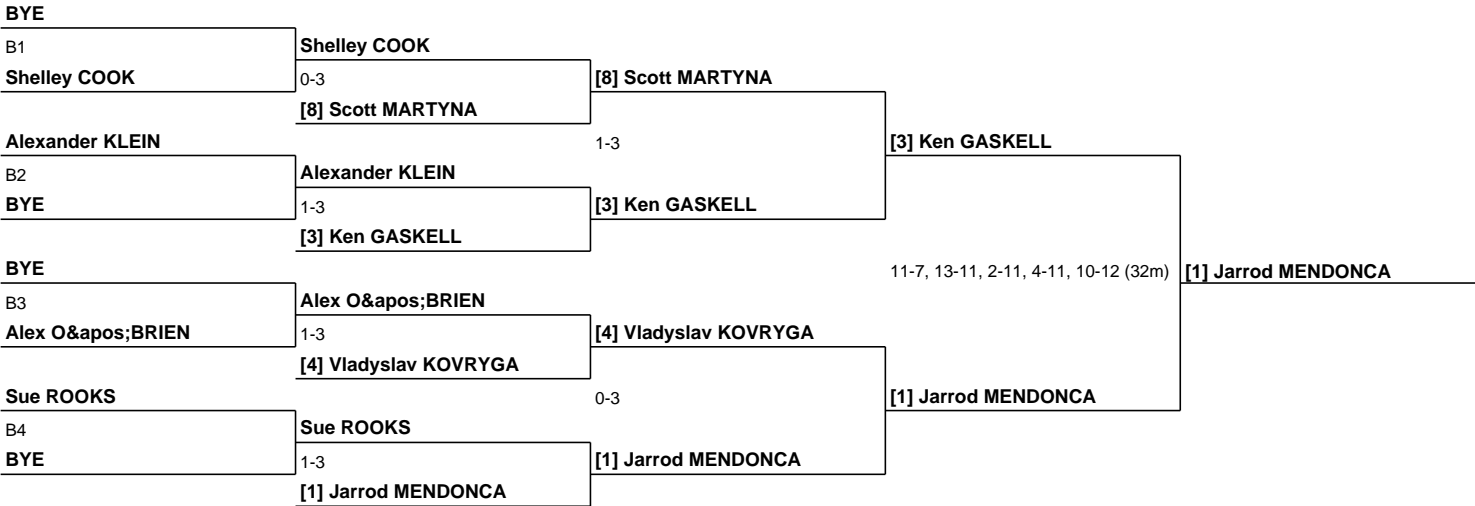 BYE
B1
Shelley COOK
Shelley COOK
0-3
[8] Scott MARTYNA
[8] Scott MARTYNA
Alexander KLEIN
1-3
[3] Ken GASKELL
B2
Alexander KLEIN
BYE
1-3
[3] Ken GASKELL
[3] Ken GASKELL
BYE
11-7, 13-11, 2-11, 4-11, 10-12 (32m)
[1] Jarrod MENDONCA
B3
Alex O&apos;BRIEN
Alex O&apos;BRIEN
1-3
[4] Vladyslav KOVRYGA
[4] Vladyslav KOVRYGA
Sue ROOKS
0-3
[1] Jarrod MENDONCA
B4
Sue ROOKS
BYE
1-3
[1] Jarrod MENDONCA
[1] Jarrod MENDONCA